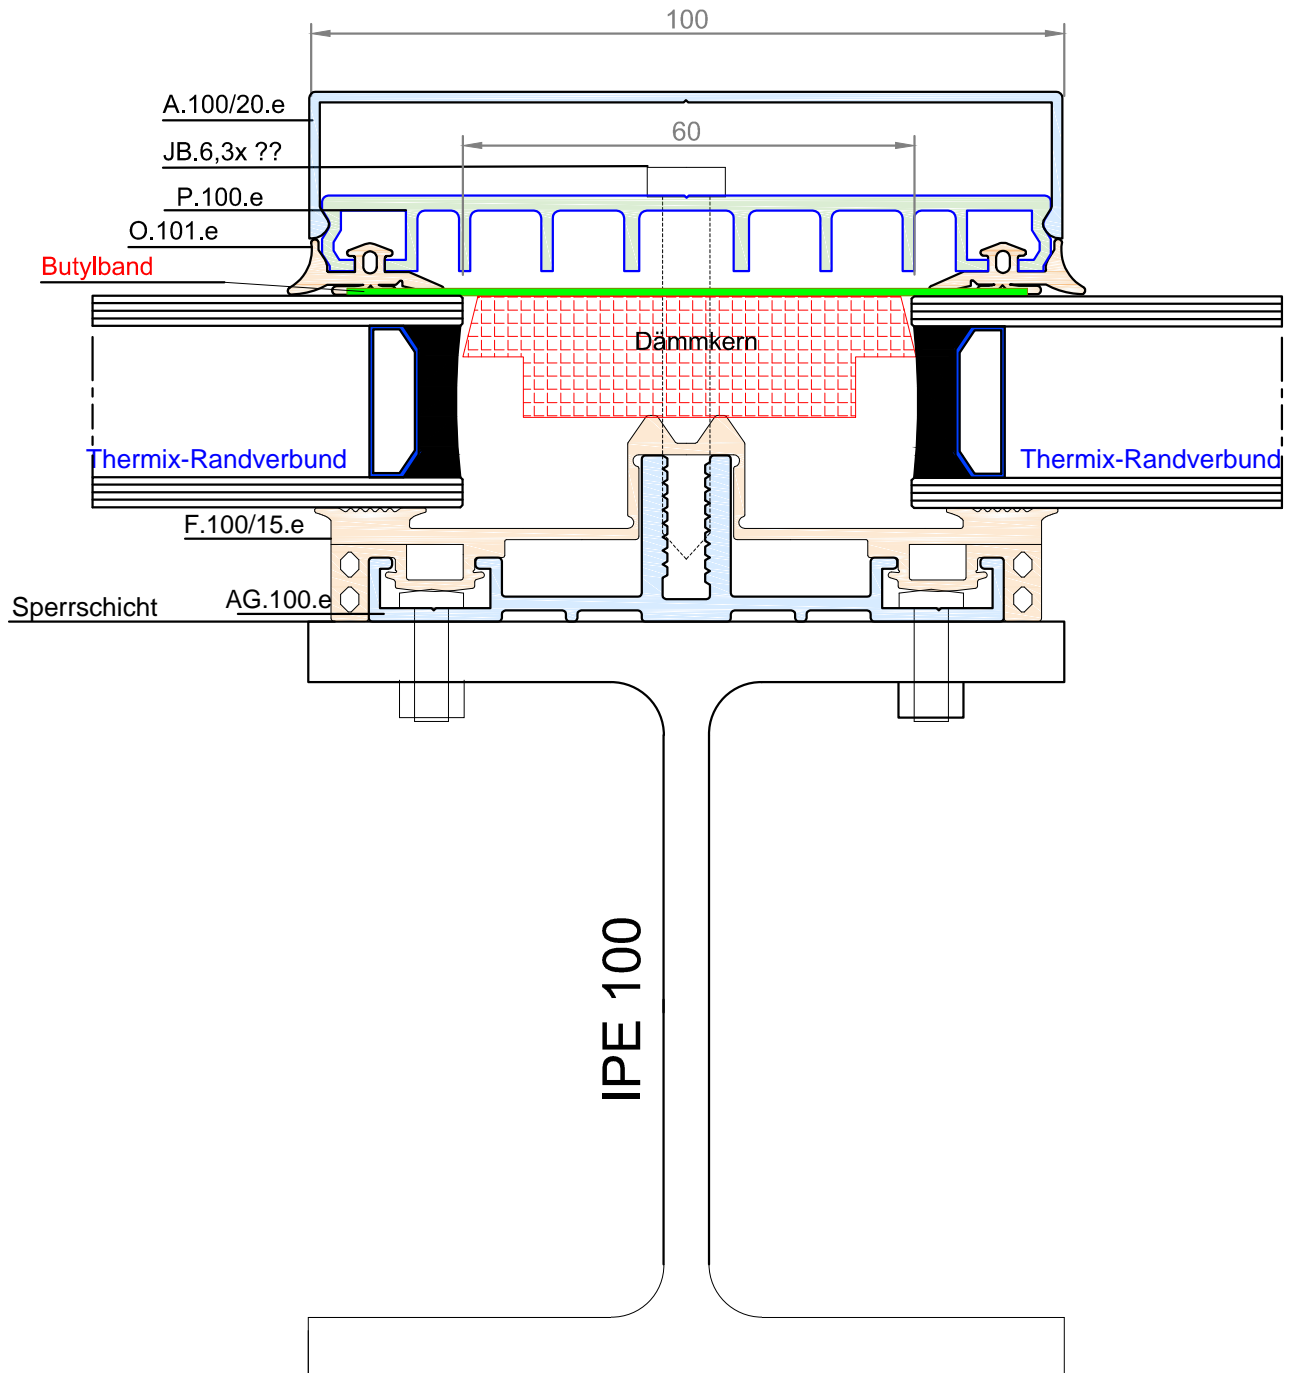 100
A.100/20.e
60
JB.6,3x ??
P.100.e
O.101.e
Butylband
Dämmkern
Thermix-Randverbund
Thermix-Randverbund
F.100/15.e
AG.100.e
Sperrschicht
IPE 100